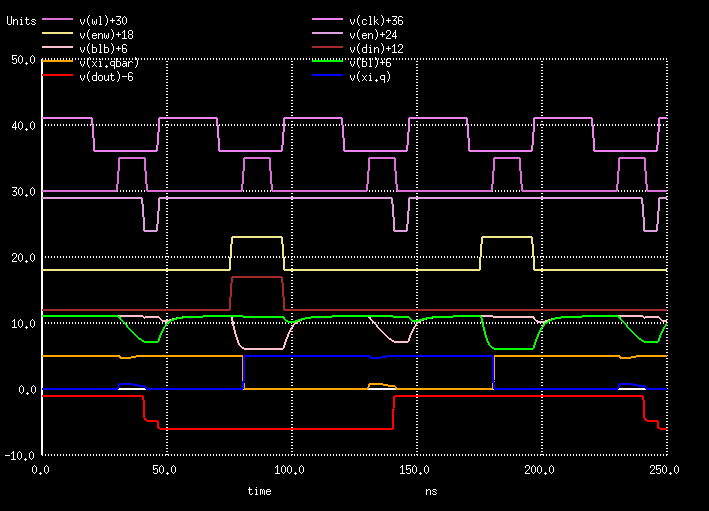 Units v(wl)+30 v(clk)+36
v(enw)+18 v(en)+24
v(blb)+6 v(din)+12
50.0 v(xi.qbar) v(bl)+6
v(dout)-6 v(xi.q)
40.0
30.0
20.0
10.0
0.0
-10.0
0.0 50.0 100.0 150.0 200.0 250.0
time ns